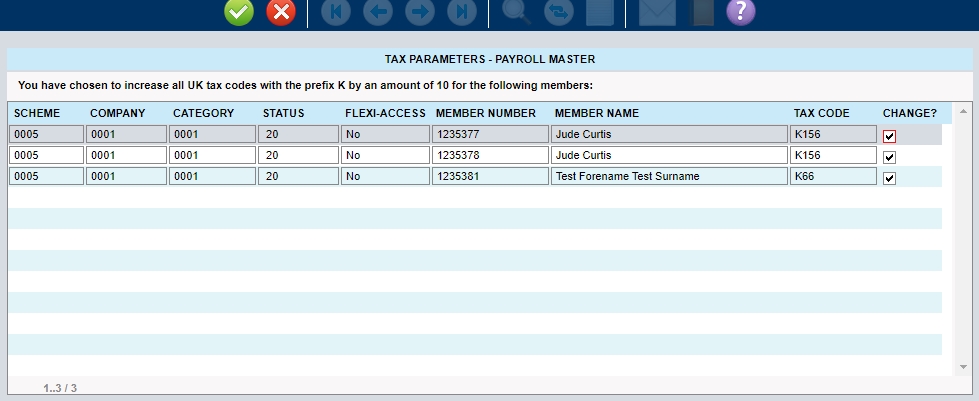 ?
TAX PARAMETERS - PAYROLL MASTER
You have chosen to increase all UK tax codes with the prefix K by an amount of 10 for the following members:
SCHEME COMPANY CATEGORY STATUS FLEXI-ACCESS MEMBER NUMBER MEMBER NAME TAX CODE CHANGE?
0005 0001 0001 20 No 1235377 Jude Curtis K156
0005 0001 0001 20 No 1235378 Jude Curtis K156
0005 0001 0001 20 No 1235381 Test Forename Test Surname K66
1..3 / 3